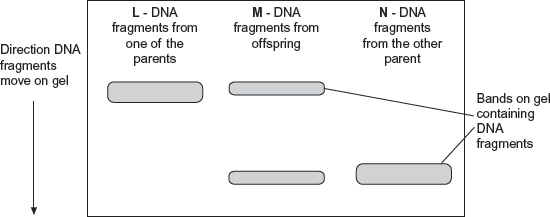 L - DNA
fragments from
one of the
parents
M - DNA
fragments from
offspring
N - DNA
fragments
from the other
parent
Direction DNA
fragments
move on gel
Bands on gel
containing
DNA
fragments